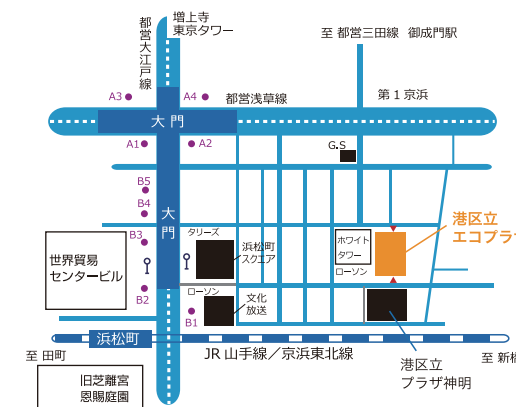 増上寺
東京タワー
都営大江戸線
至 都営三田線 御成門駅
A3
A4
都営浅草線
第1京浜
大門
A1
A2
G.S
B5
B4
大門
港区立
エコプラ
B3
タリーズ
浜松町
スクエア
ホワイト
タワー
ローソン
世界貿易
センタービル
B2
ローソン
文化
放送
B1
浜松町
至 田町
JR 山手線/京浜東北線
港区立
プラザ神明
至 新橋
旧芝離宮
恩賜庭園